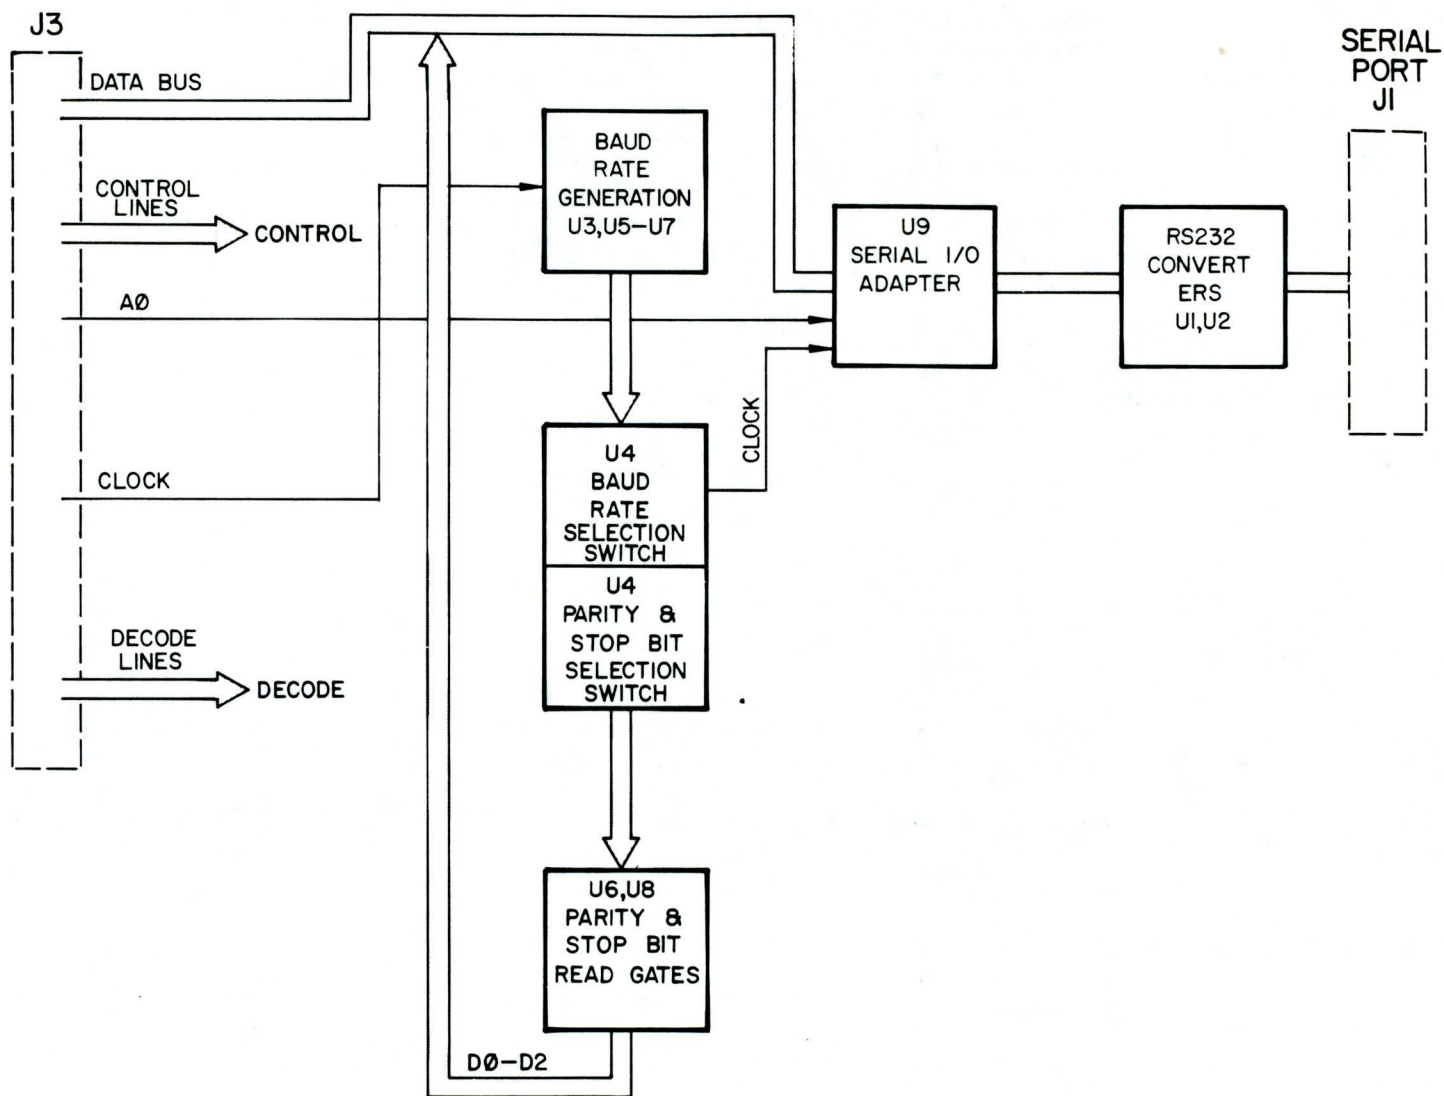 J3
SERIAL
PORT
J1
DATA BUS
BAUD
RATE
GENERATION
U3,U5-U7
CONTROL
LINES
CONTROL
U9
SERIAL I/O
ADAPTER
RS232
CONVERT
ERS
U1,U2
AØ
CLOCK
U4
BAUD
RATE
SELECTION
SWITCH
CLOCK
U4
PARITY &
STOP BIT
SELECTION
SWITCH
DECODE
LINES
DECODE
U6,U8
PARITY &
STOP BIT
READ GATES
DØ-D2